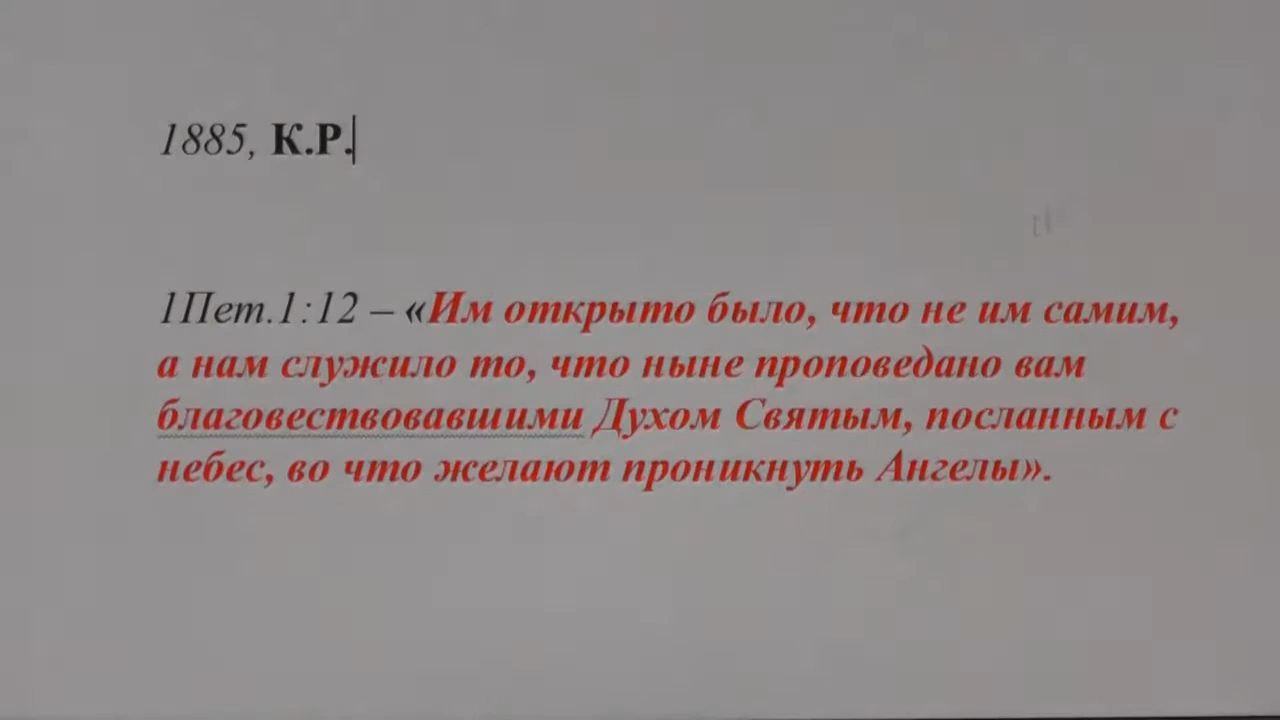 1885, К.Р.
1Пет.1:12 – «Им открыто было, что не им самим,
а нам служило то, что ныне проповедано вам
благовествовавшими Духом Святым, посланным с
небес, во что желают проникнуть Ангелы».